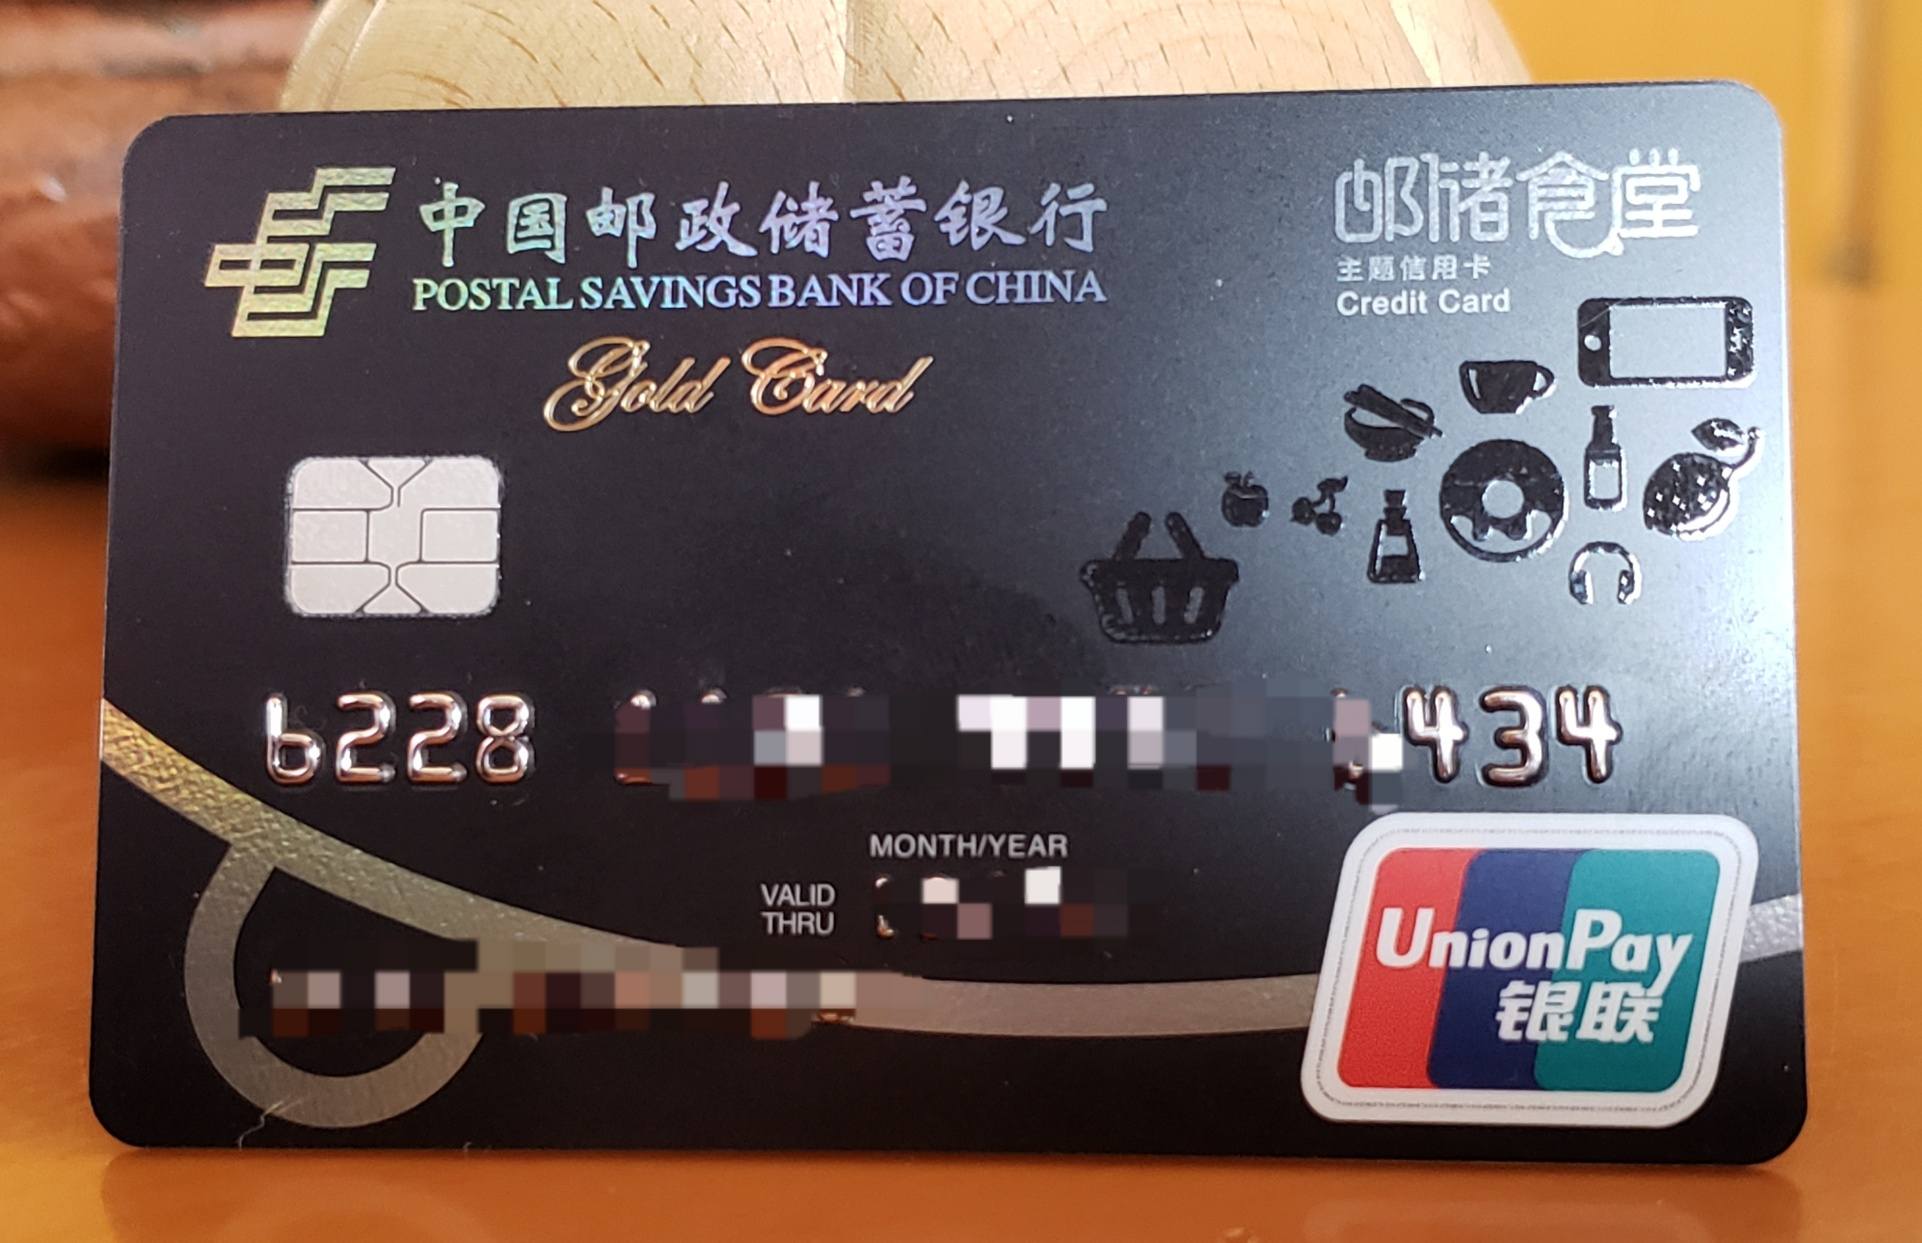 中国邮政储蓄银行
POSTAL SAVINGS BANK OF CHINA
Gold Card
邮储食堂
主题信用卡
Credit Card
6228
434
MONTH/YEAR
VALID
THRU
UnionPay
银联